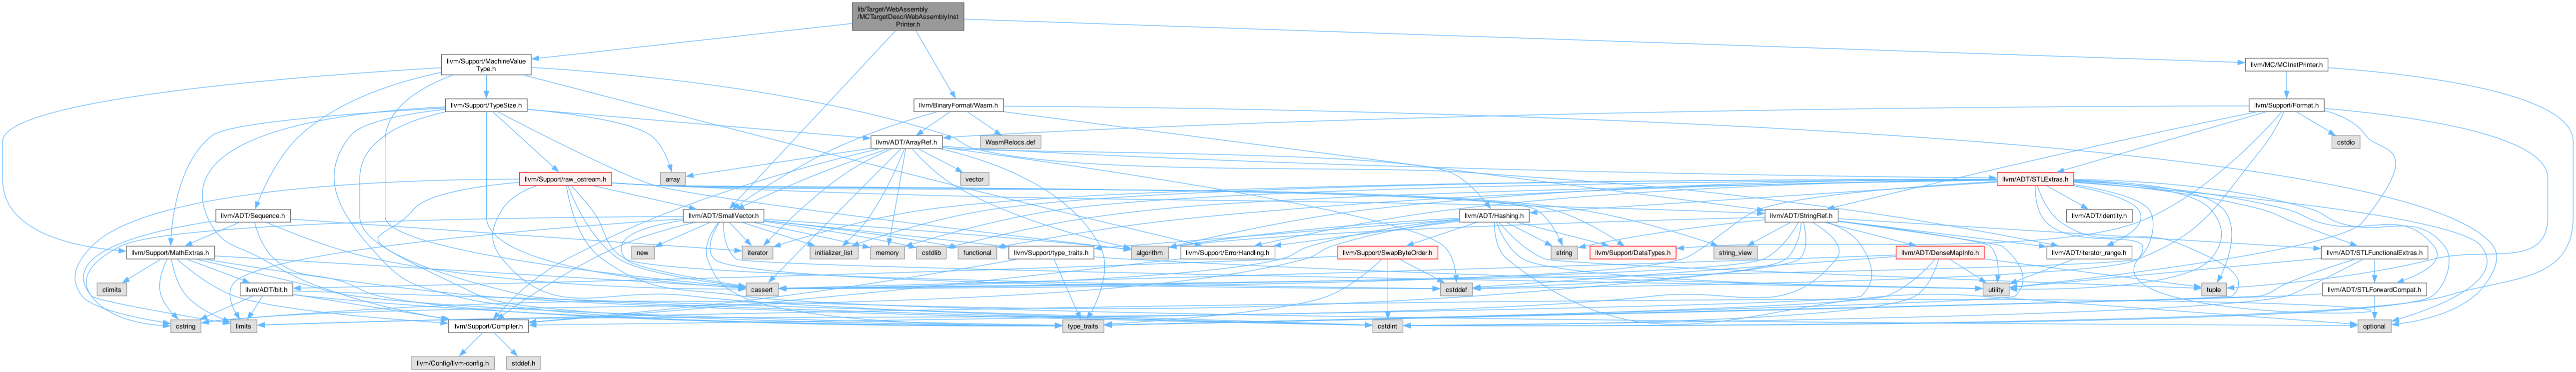 lib/Target/WebAssembly
/MCTargetDesc/WebAssemblyInst
Printer.h
llvm/Support/MachineValue
Type.h
llvm/MC/MCInstPrinter.h
llvm/Support/TypeSize.h
llvm/BinaryFormat/Wasm.h
llvm/Support/Format.h
llvm/ADT/ArrayRef.h
WasmRelocs.def
cstdio
llvm/Support/raw_ostream.h
array
vector
llvm/ADT/STLExtras.h
llvm/ADT/Sequence.h
llvm/ADT/SmallVector.h
llvm/ADT/Hashing.h
llvm/ADT/StringRef.h
llvm/ADT/identity.h
llvm/Support/MathExtras.h
new
iterator
initializer_list
memory
cstdlib
functional
llvm/Support/type_traits.h
algorithm
llvm/Support/ErrorHandling.h
llvm/Support/SwapByteOrder.h
string
llvm/Support/DataTypes.h
string_view
llvm/ADT/DenseMapInfo.h
llvm/ADT/iterator_range.h
llvm/ADT/STLFunctionalExtras.h
climits
llvm/ADT/bit.h
cassert
cstddef
utility
tuple
llvm/ADT/STLForwardCompat.h
cstring
limits
llvm/Support/Compiler.h
type_traits
cstdint
optional
llvm/Config/llvm-config.h
stddef.h